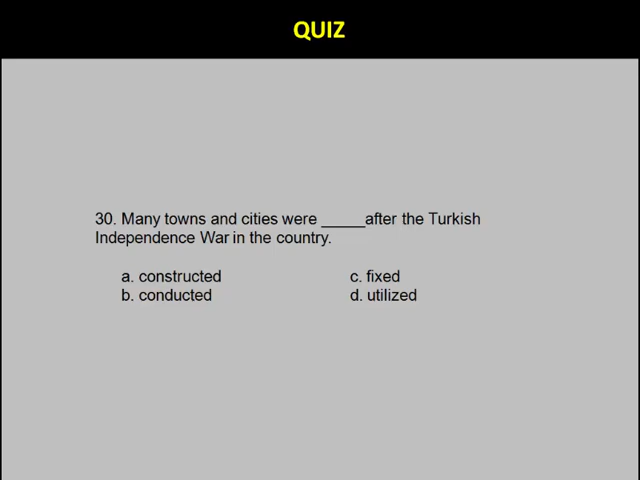 QUIZ
30. Many towns and cities were _____after the Turkish
Independence War in the country.
a. constructed
c. fixed
b. conducted
d. utilized